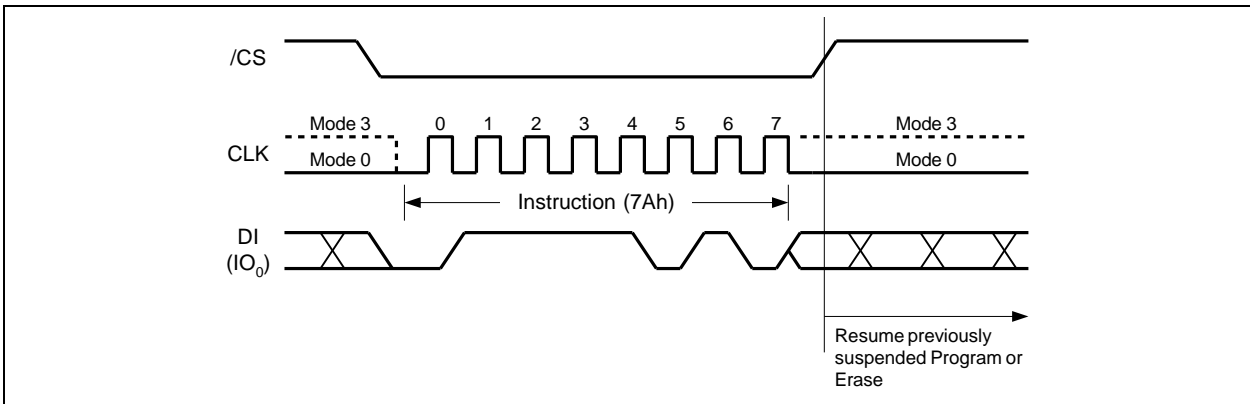 /CS
Mode 3 0 1 2 3 4 5 6 7 Mode 3
CLK
Mode 0 Mode 0
Instruction (7Ah)
DI
(IO0)
Resume previously
suspended Program or
Erase